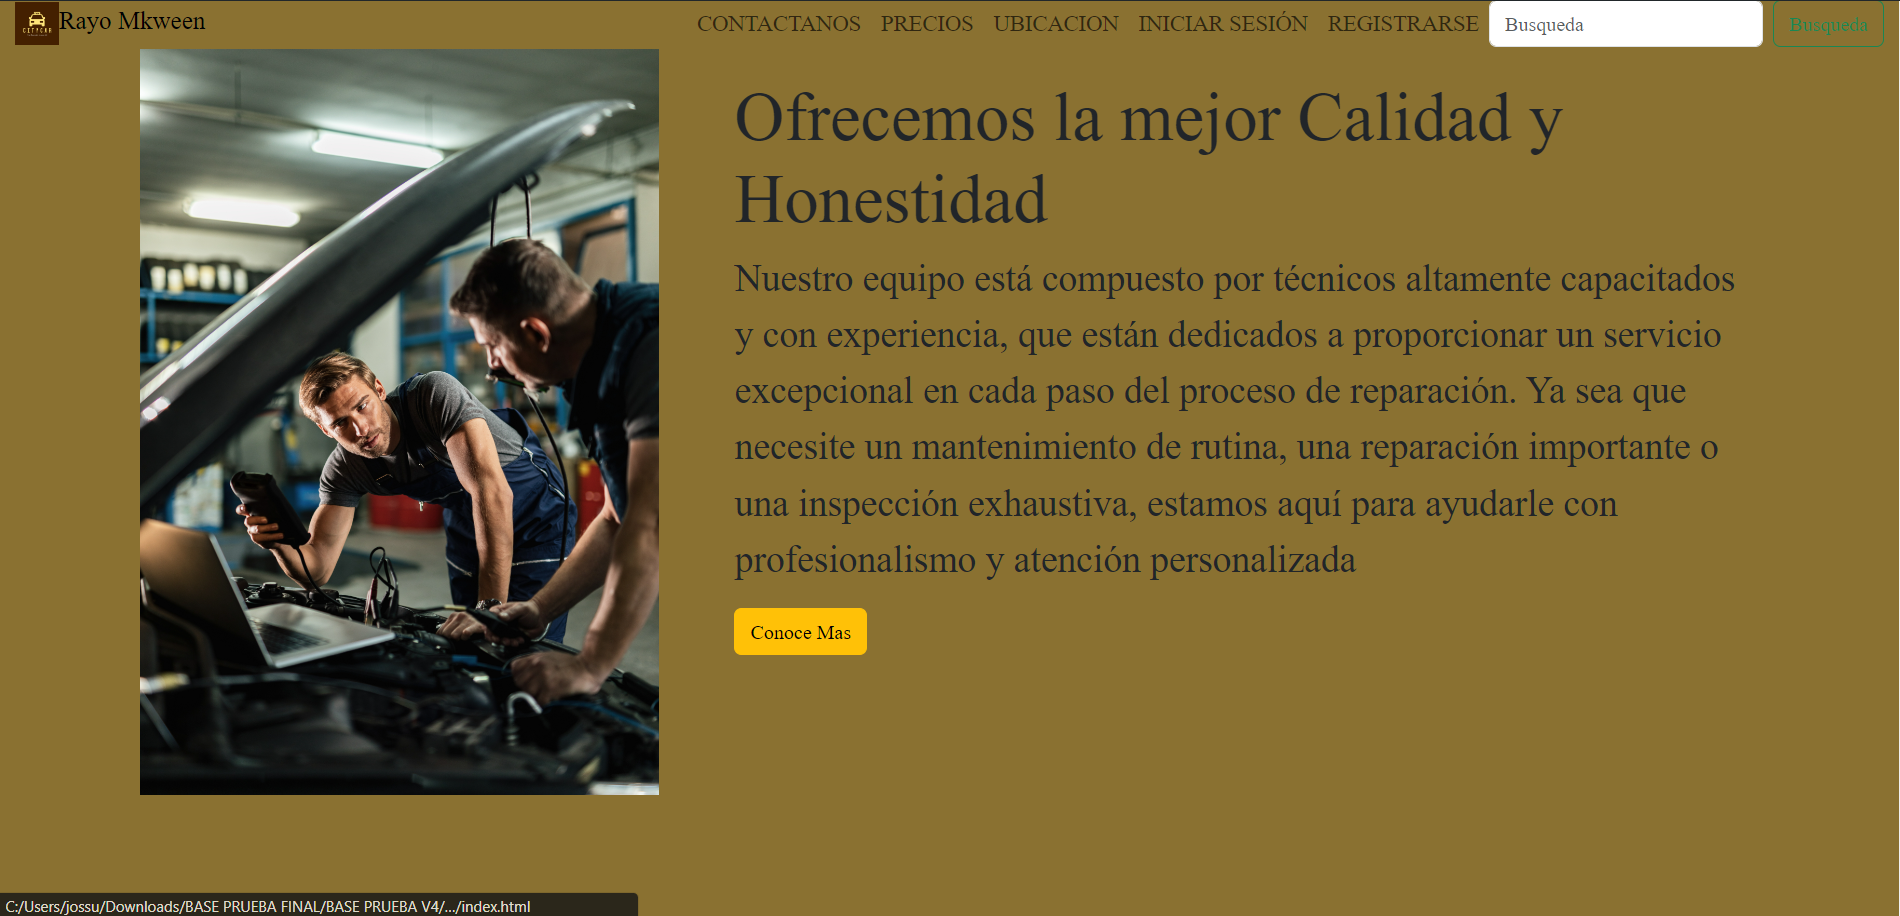 CITYCAR
Rayo Mkween
CONTACTANOS PRECIOS UBICACION INICIAR SESIÓN REGISTRARSE Busqueda Busqueda
Ofrecemos la mejor Calidad y
Honestidad
Nuestro equipo está compuesto por técnicos altamente capacitados
y con experiencia, que están dedicados a proporcionar un servicio
excepcional en cada paso del proceso de reparación. Ya sea que
necesite un mantenimiento de rutina, una reparación importante o
una inspección exhaustiva, estamos aquí para ayudarle con
profesionalismo y atención personalizada
Conoce Mas
C:/Users/jossu/Downloads/BASE PRUEBA FINAL/BASE PRUEBA V4/.../index.html